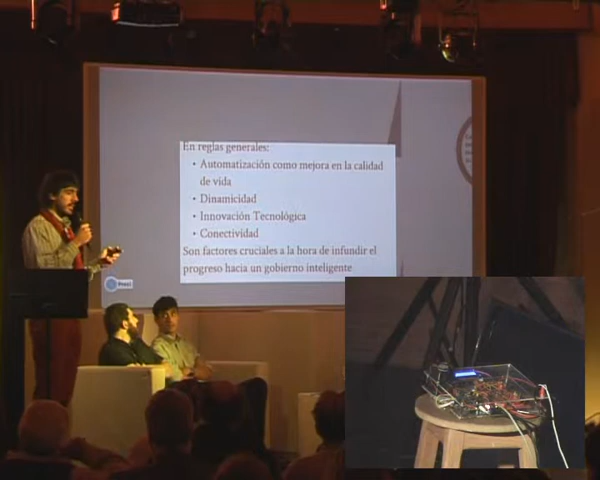 En reglas generales:
• Automatización como mejora en la calidad
de vida
• Dinamicidad
• Innovación Tecnológica
• Conectividad
Son factores cruciales a la hora de infundir el
progreso hacia un gobierno inteligente